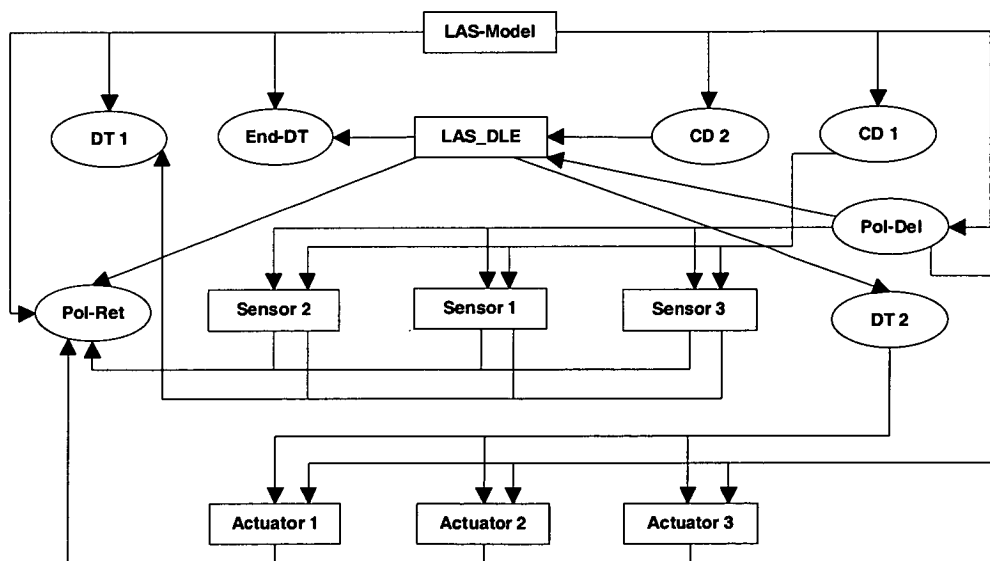 LAS-Model
DT 1
End-DT
LAS_DLE
CD 2
CD 1
Pol-Del
Pol-Ret
Sensor 2
Sensor 1
Sensor 3
DT 2
Actuator 1
Actuator 2
Actuator 3